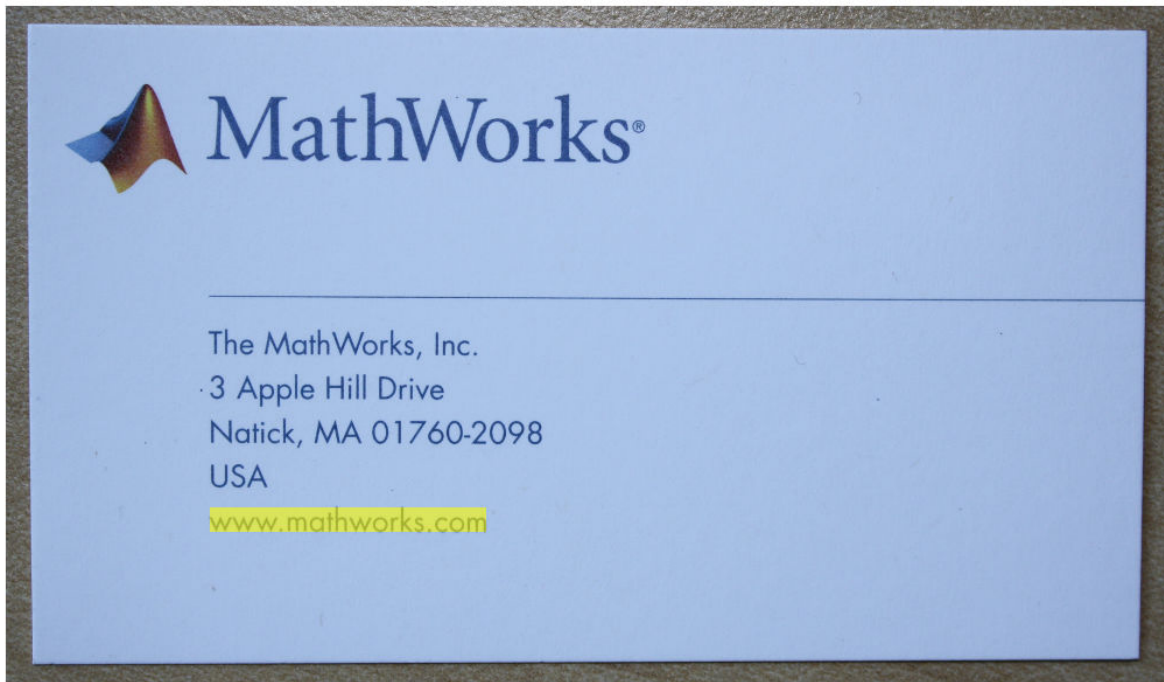 MathWorks®
The MathWorks, Inc.
3 Apple Hill Drive
Natick, MA 01760-2098
USA
www.mathworks.com